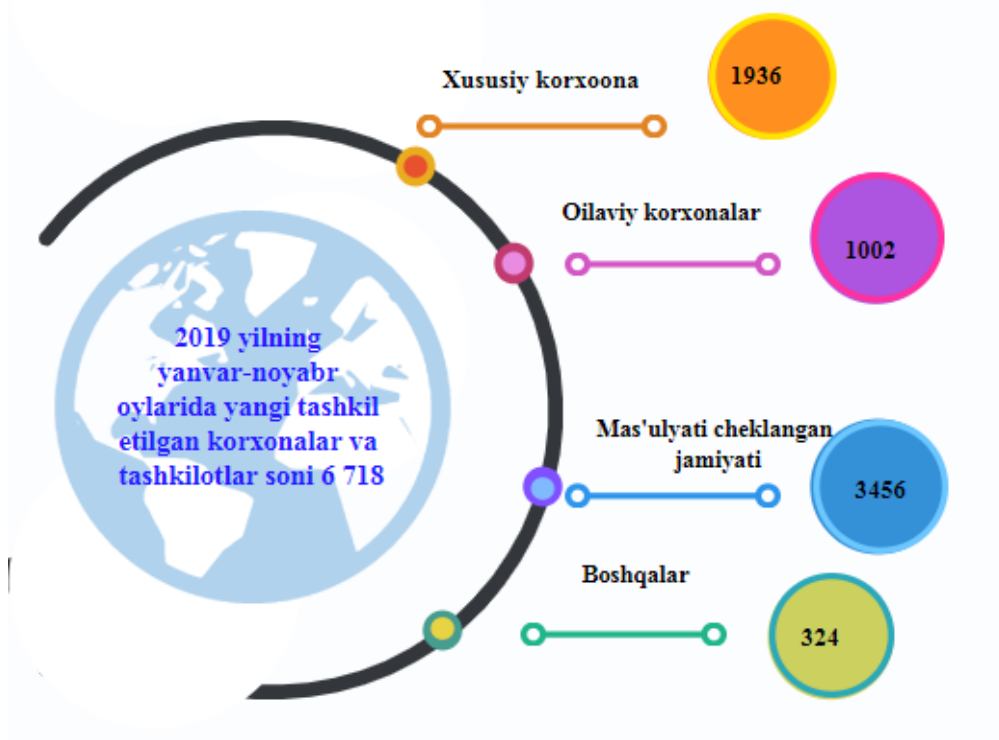 Xususiy korxoona
1936
Oilaviy korxonalar
1002
2019 yilning
yanvar-noyabr
oylarida yangi tashkil
etilgan korxonalar va
tashkilotlar soni 6 718
Mas'ulyati cheklangan
jamiyati
3456
Boshqalar
324